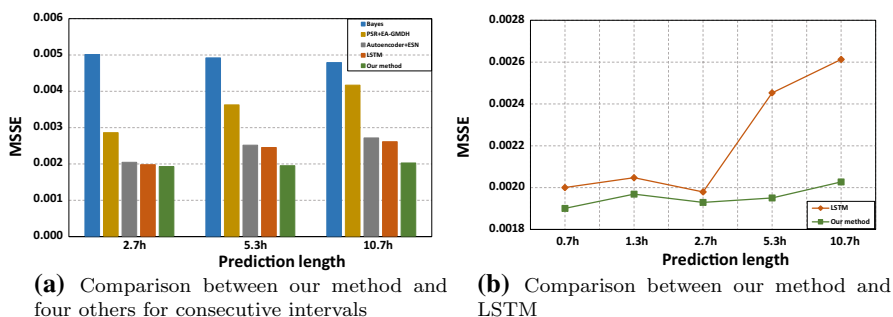 0.006
0.005
0.004
0.003
0.002
0.001
0.000
MSSE
Bayes
PSR+EA-GMDH
Autoencoder+ESN
LSTM
Our method
2.7h 5.3h 10.7h
Prediction length
(a) Comparison between our method and
four others for consecutive intervals
0.0028
0.0026
0.0024
0.0022
0.0020
0.0018
MSSE
LSTM
Our method
0.7h 1.3h 2.7h 5.3h 10.7h
Prediction length
(b) Comparison between our method and
LSTM